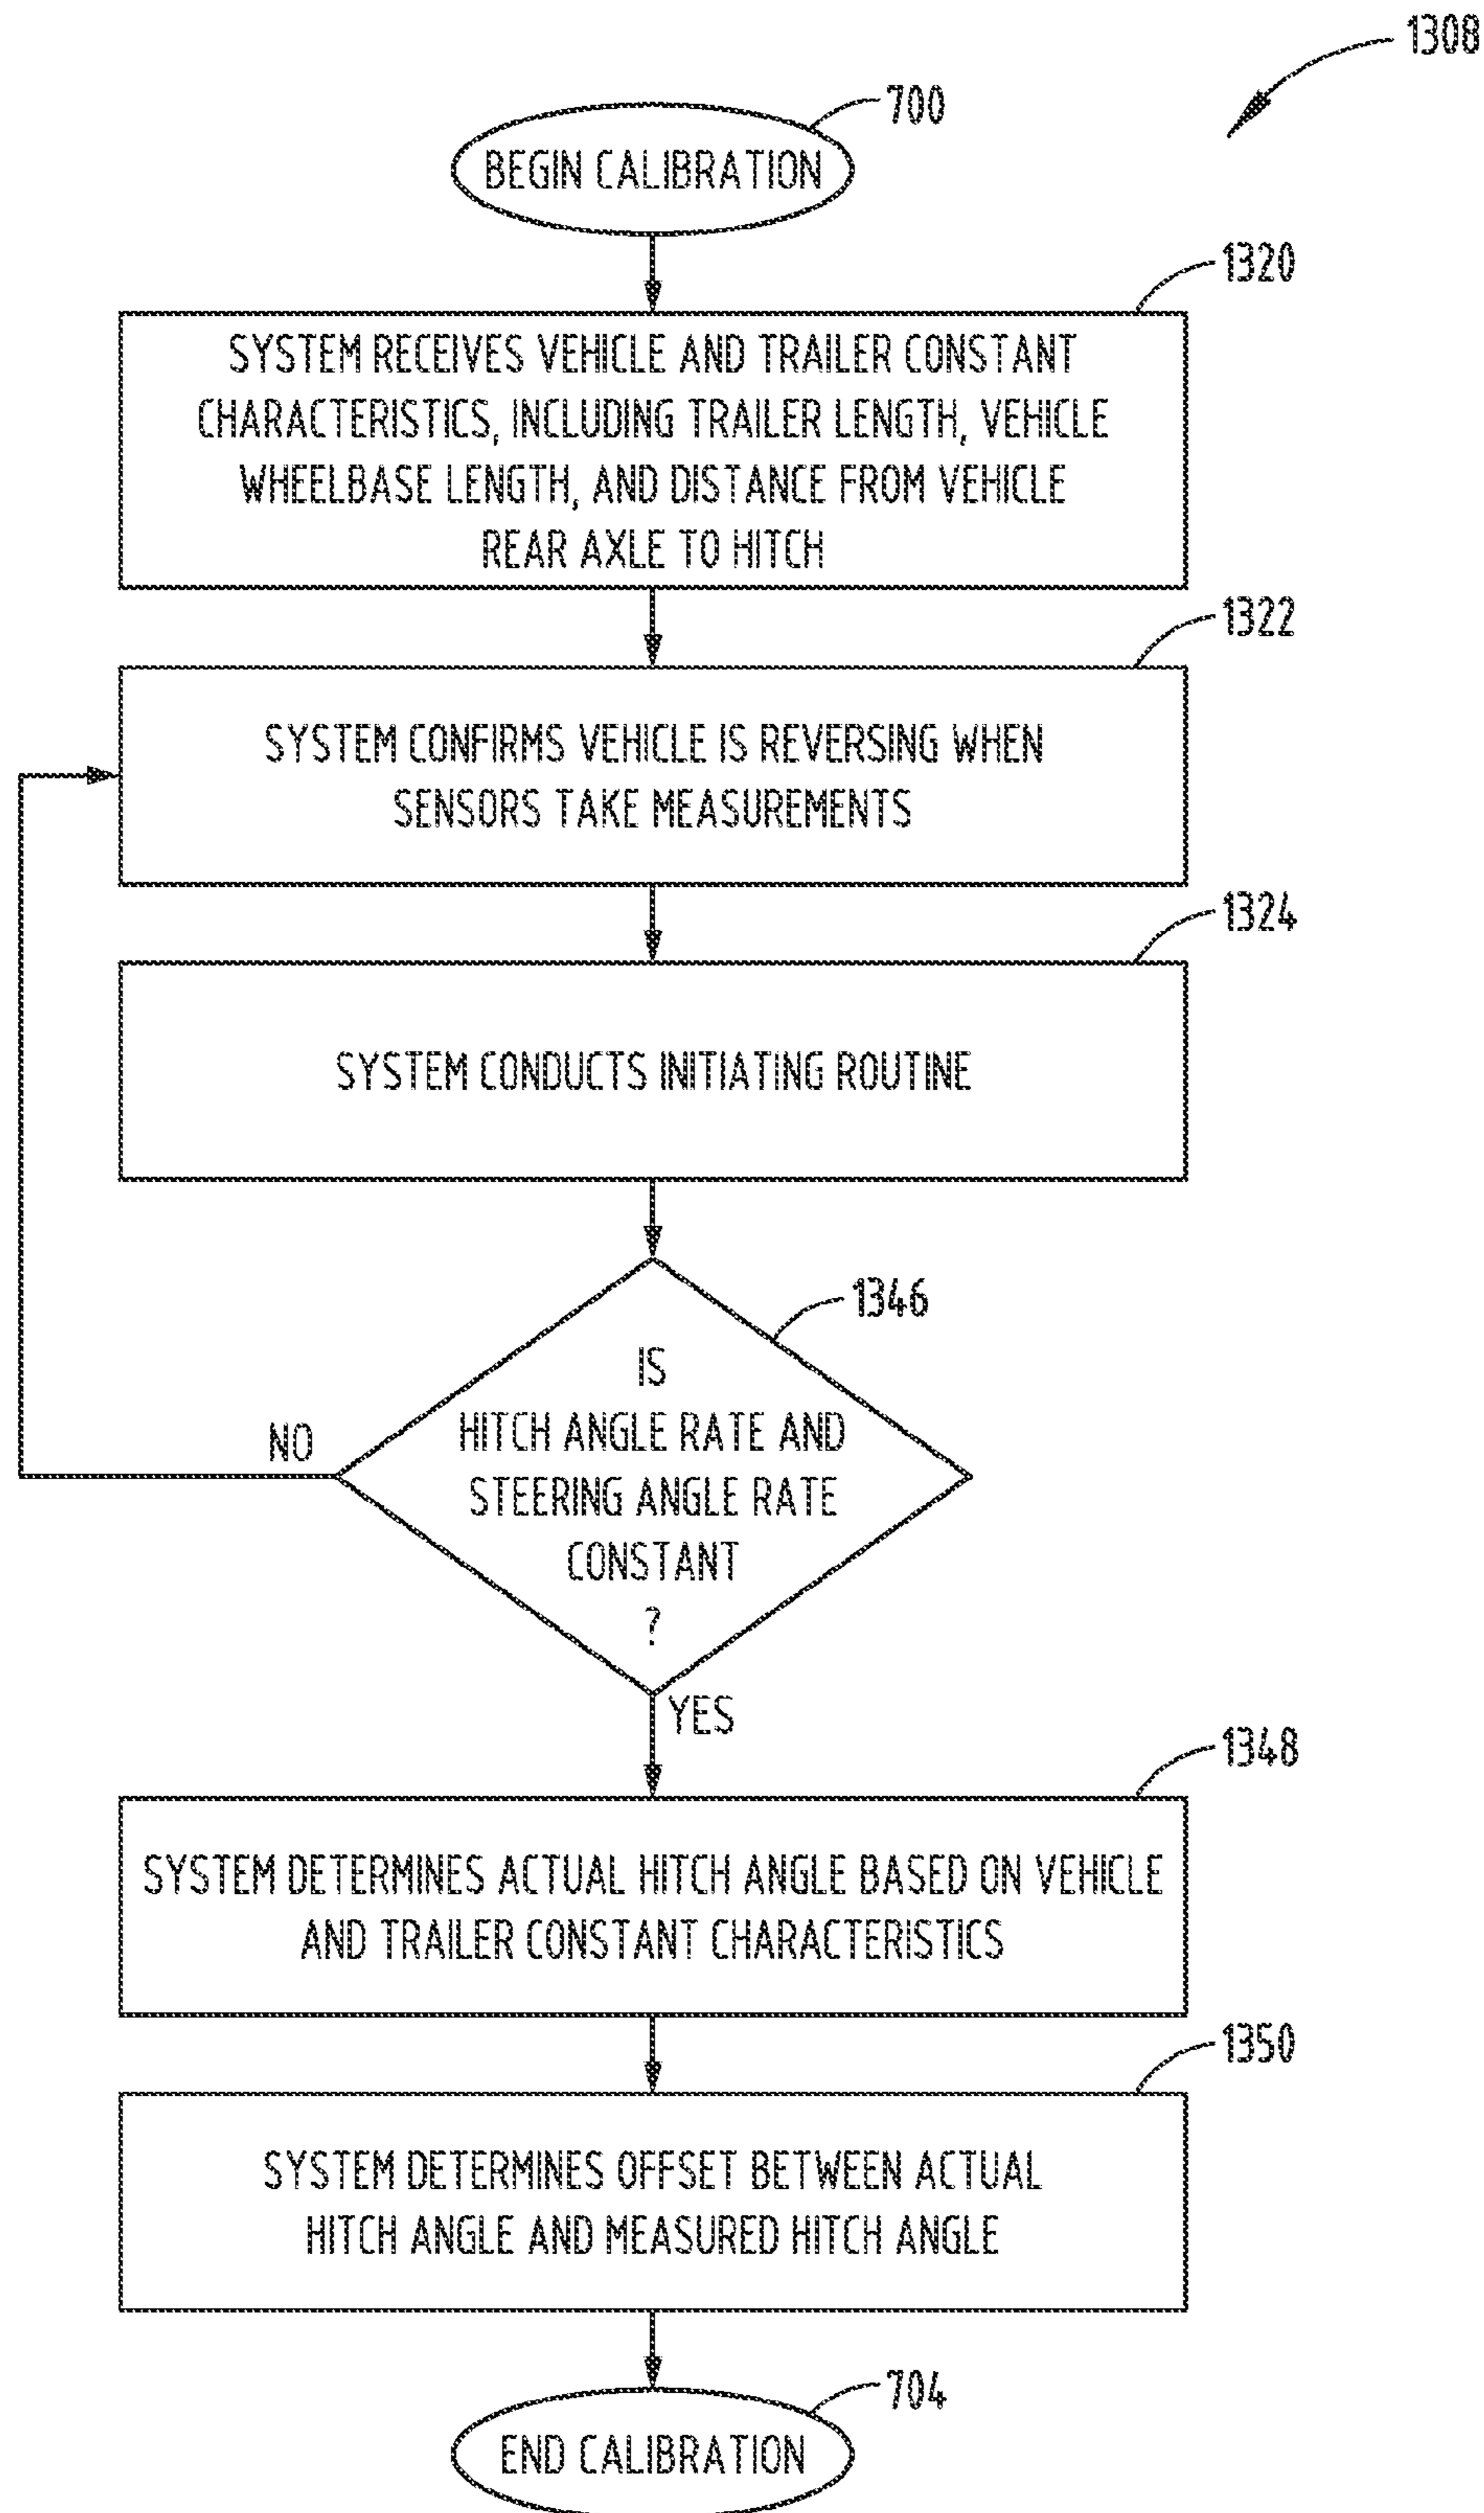 1308
700
BEGIN CALIBRATION
1320
SYSTEM RECEIVES VEHICLE AND TRAILER CONSTANT
CHARACTERISTICS, INCLUDING TRAILER LENGTH, VEHICLE
WHEELBASE LENGTH, AND DISTANCE FROM VEHICLE
REAR AXLE TO HITCH
1322
SYSTEM CONFIRMS VEHICLE IS REVERSING WHEN
SENSORS TAKE MEASUREMENTS
1324
SYSTEM CONDUCTS INITIATING ROUTINE
1346
IS
HITCH ANGLE RATE AND
STEERING ANGLE RATE
CONSTANT
?
NO
YES
1348
SYSTEM DETERMINES ACTUAL HITCH ANGLE BASED ON VEHICLE
AND TRAILER CONSTANT CHARACTERISTICS
1350
SYSTEM DETERMINES OFFSET BETWEEN ACTUAL
HITCH ANGLE AND MEASURED HITCH ANGLE
704
END CALIBRATION